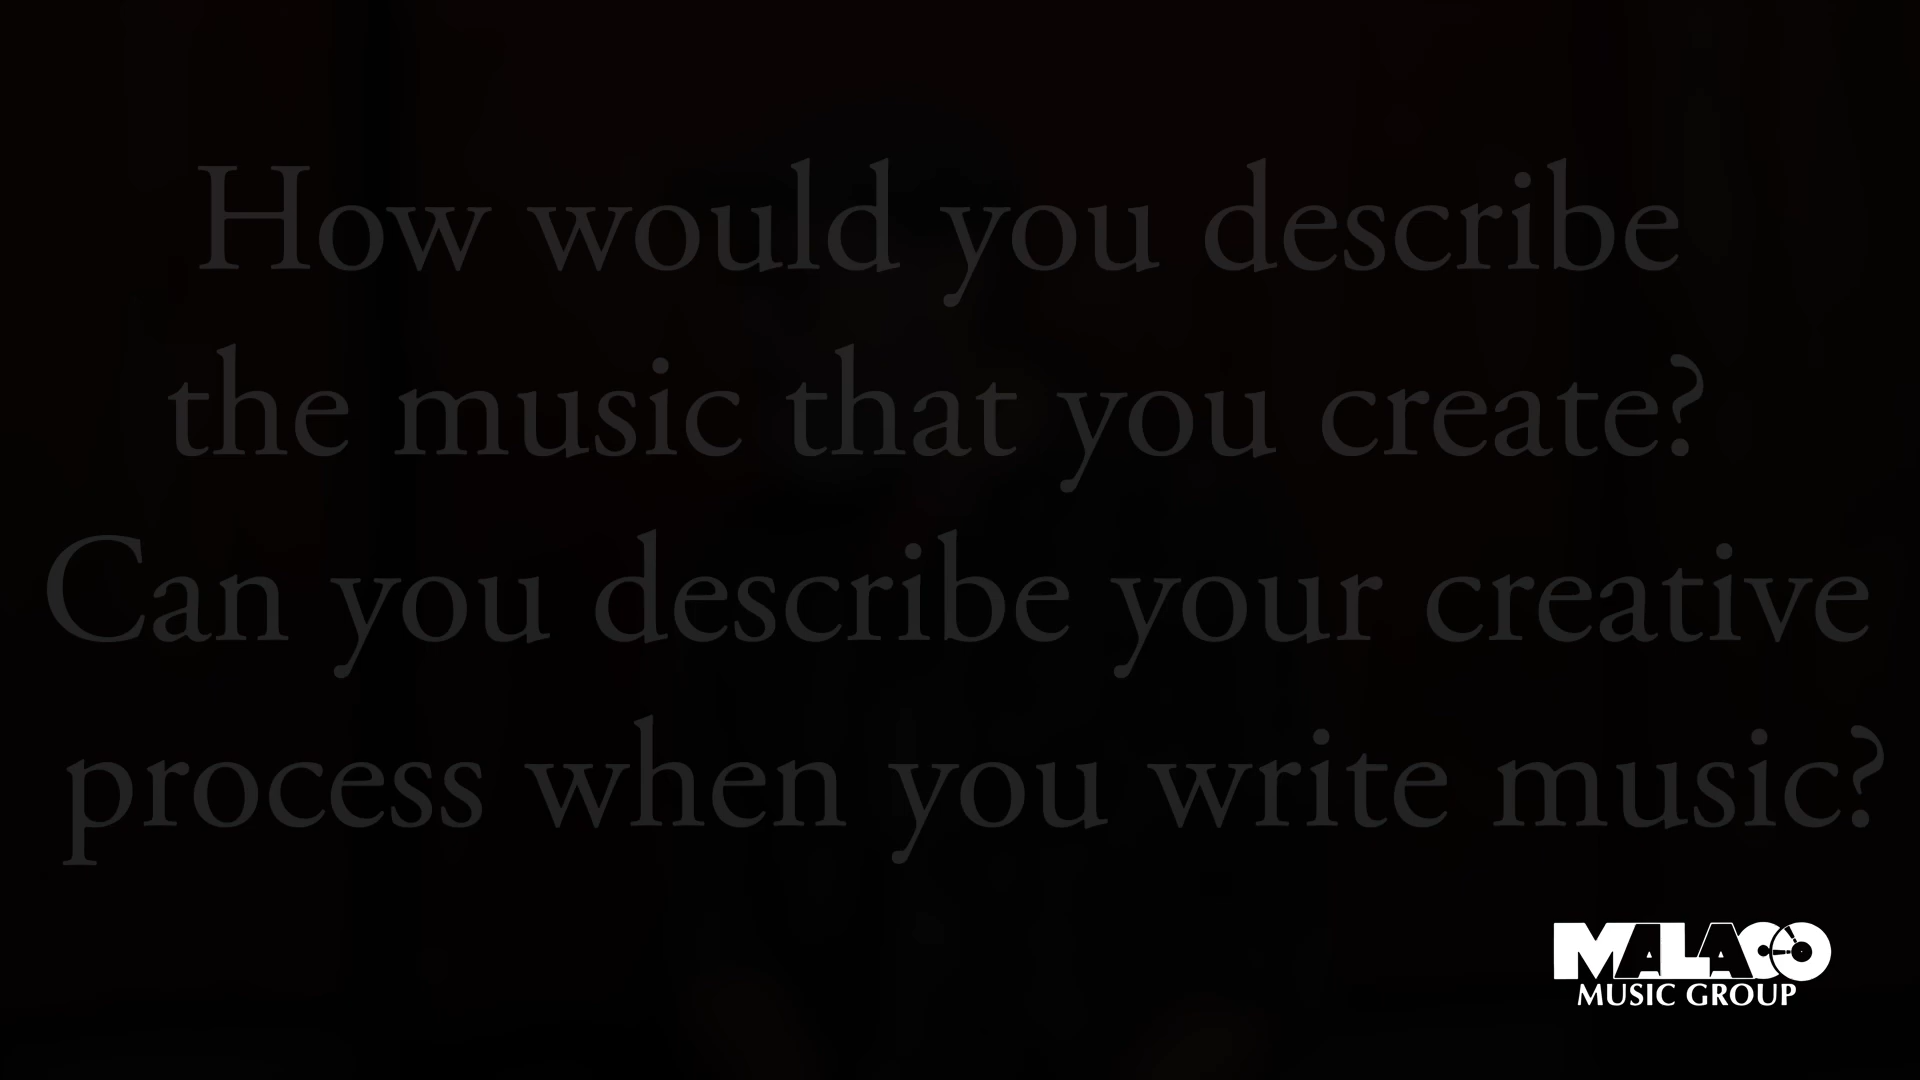 How would you describe
the music that you create?
Can you describe your creative
process when you write music?
MALACO
MUSIC GROUP